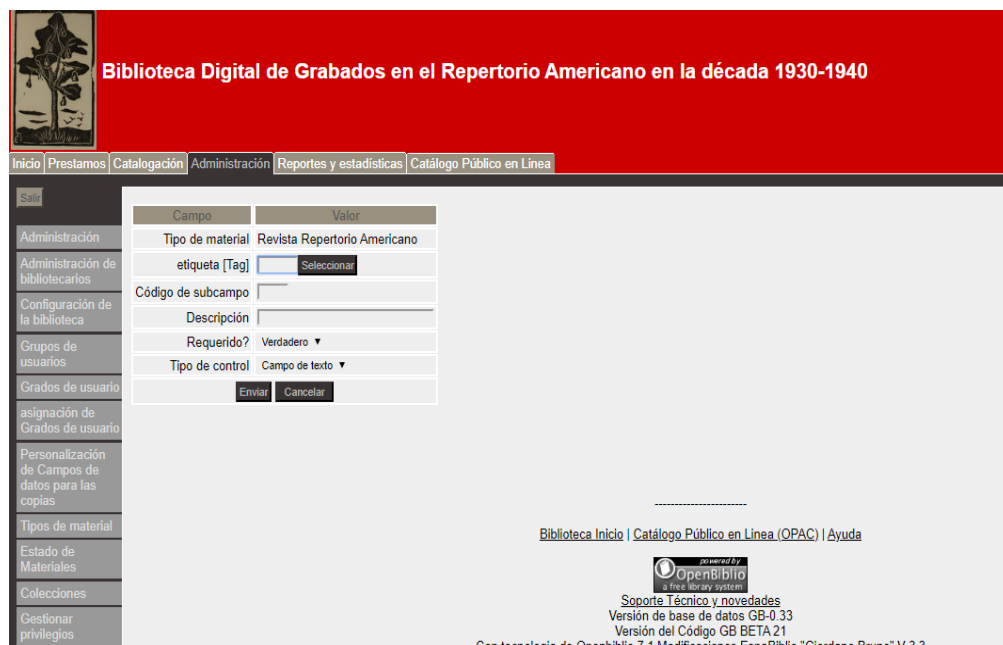 Biblioteca Digital de Grabados en el Repertorio Americano en la década 1930-1940
Inicio Prestamos Catalogación Administración Reportes y estadísticas Catálogo Público en Línea
Salir
Administración
Administración de
bibliotecarios
Configuración de
la biblioteca
Grupos de
usuarios
Grados de usuario
asignación de
Grados de usuario
Personalización
de Campos de
datos para las
copias
Tipos de material
Estado de
Materiales
Colecciones
Gestionar
privilegios
Campo Valor
Tipo de material Revista Repertorio Americano
etiqueta [Tag] Seleccionar
Código de subcampo
Descripción
Requerido? Verdadero ▼
Tipo de control Campo de texto ▼
Enviar Cancelar
-----------------------
Biblioteca Inicio | Catálogo Público en Linea (OPAC) | Ayuda
powered by
OpenBiblio
a free library system
Soporte Técnico y novedades
Versión de base de datos GB-0.33
Versión del Código GB BETA 21